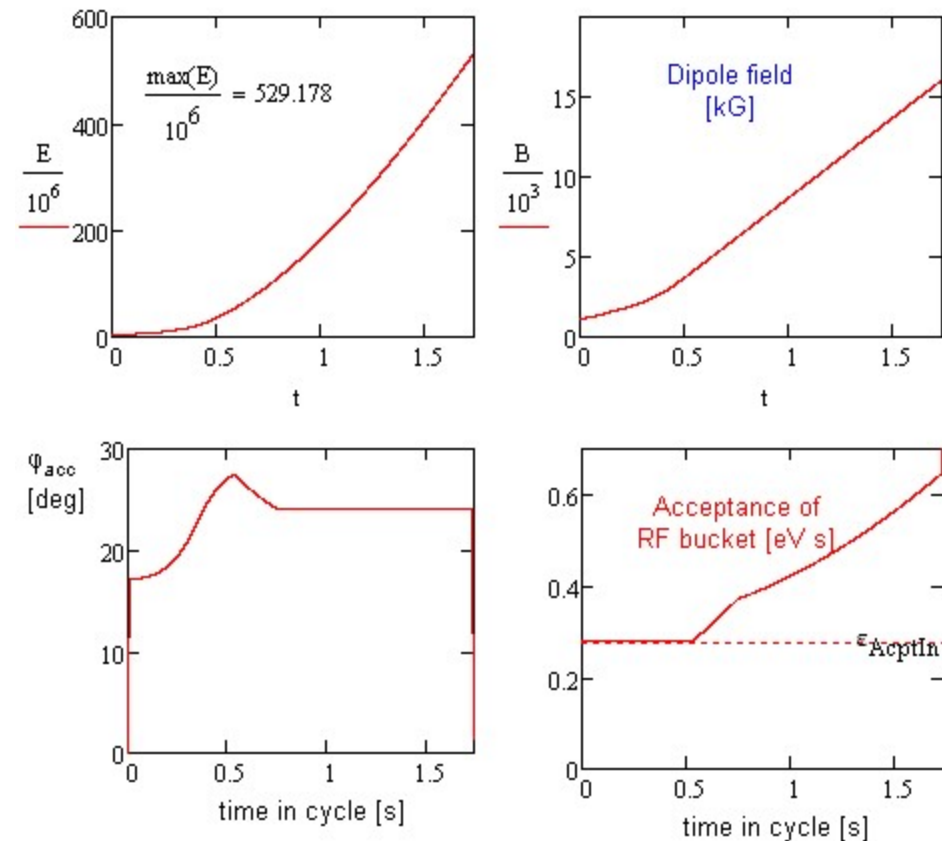 600
400
200
0
E
10^6
max(E)
10^6
= 529.178
0 0.5 1 1.5
t
15
10
5
0
B
10^3
Dipole field
[kG]
0 0.5 1 1.5
t
φacc
[deg]
30
20
10
0
0 0.5 1 1.5
time in cycle [s]
0.6
0.4
0.2
0
Acceptance of
RF bucket [eV s]
εAcptIn
0 0.5 1 1.5
time in cycle [s]